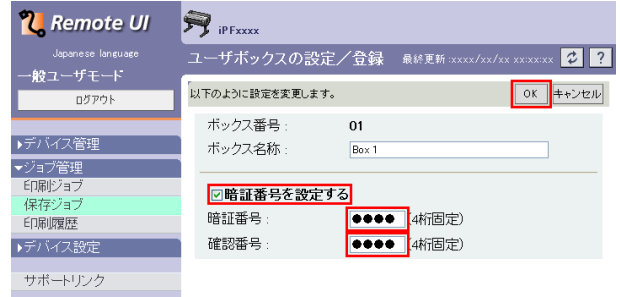 Remote UI
Japanese language
一般ユーザモード
ログアウト
▶デバイス管理
▼ジョブ管理
印刷ジョブ
保存ジョブ
印刷履歴
▶デバイス設定
サポートリンク
iPFxxxx
ユーザボックスの設定／登録 最終更新 :xxxx/xx/xx xx:xx:xx ?
以下のように設定を変更します。 OK キャンセル
ボックス番号 : 01
ボックス名称 : Box 1
暗証番号を設定する
暗証番号 : ●●●● (4桁固定)
確認番号 : ●●●● (4桁固定)